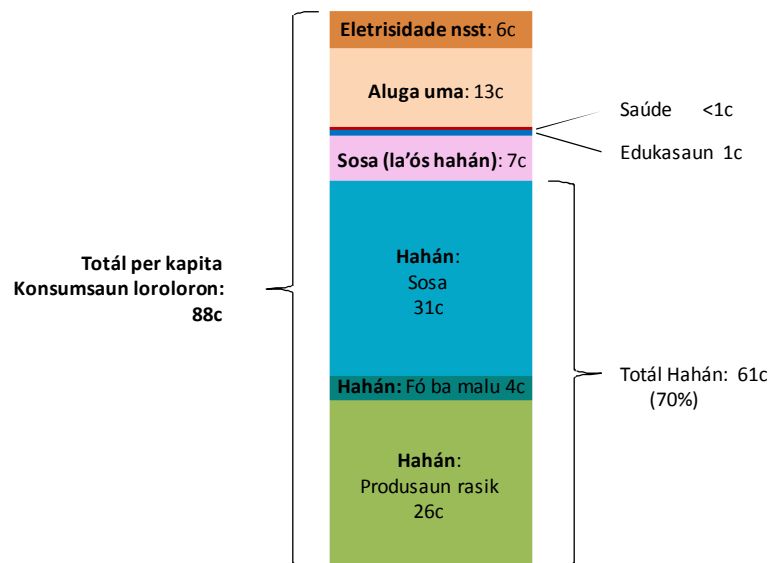 Eletrisidade nsst: 6c
Aluga uma: 13c
Saúde <1c
Edukasaun 1c
Sosa (la’ós hahán): 7c
Hahán:
Sosa
31c
Totál per kapita
Konsumsaun loroloron:
88c
Hahán: Fó ba malu 4c
Totál Hahán: 61c
(70%)
Hahán:
Produsaun rasik
26c